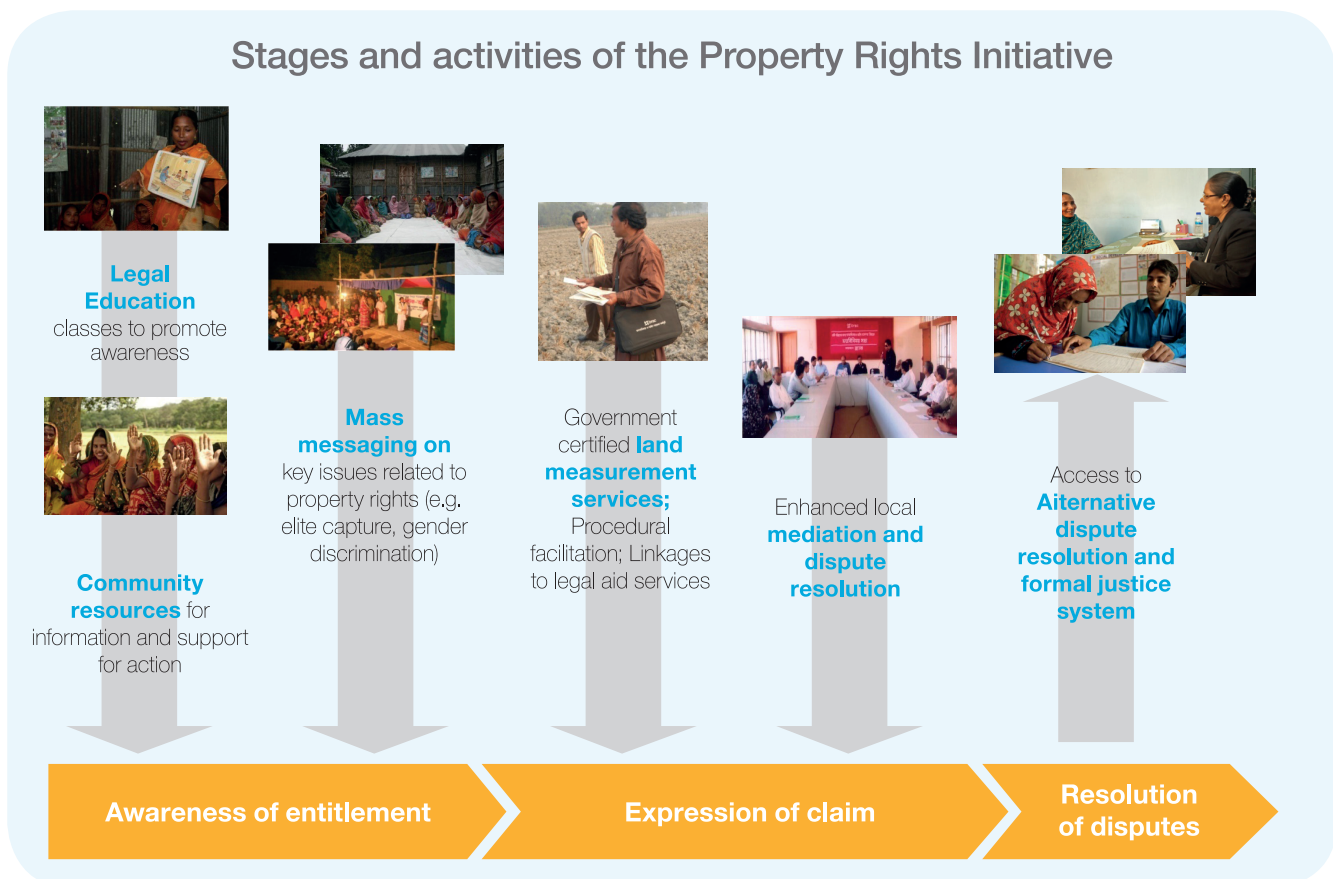 Stages and activities of the Property Rights Initiative
Legal
Education
classes to promote
awareness
Community
resources for
information and support
for action
Mass
messaging on
key issues related to
property rights (e.g.
elite capture, gender
discrimination)
Government
certified land
measurement
services;
Procedural
facilitation; Linkages
to legal aid services
Enhanced local
mediation and
dispute
resolution
Access to
Aiternative
dispute
resolution and
formal justice
system
Awareness of entitlement
Expression of claim
Resolution
of disputes